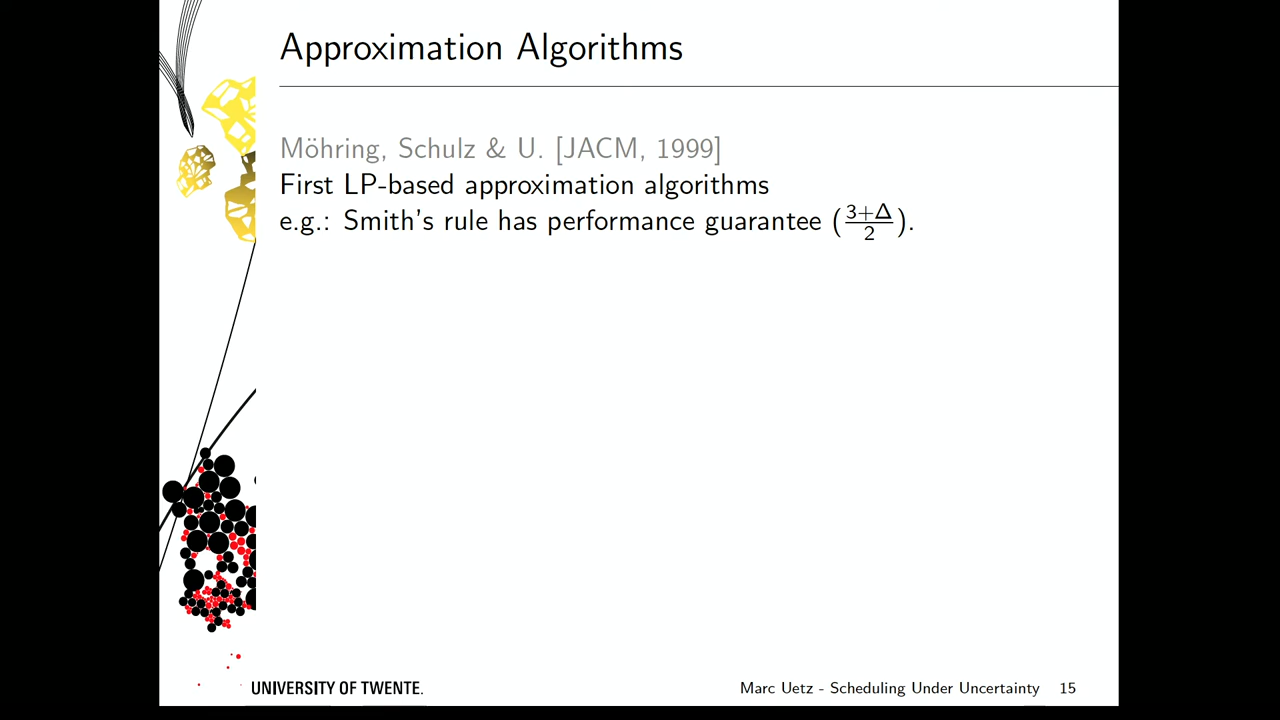 Approximation Algorithms
Möhring, Schulz & U. [JACM, 1999]
First LP-based approximation algorithms
e.g.: Smith's rule has performance guarantee (\frac{3+Δ}{2}).
UNIVERSITY OF TWENTE.
Marc Uetz - Scheduling Under Uncertainty 15